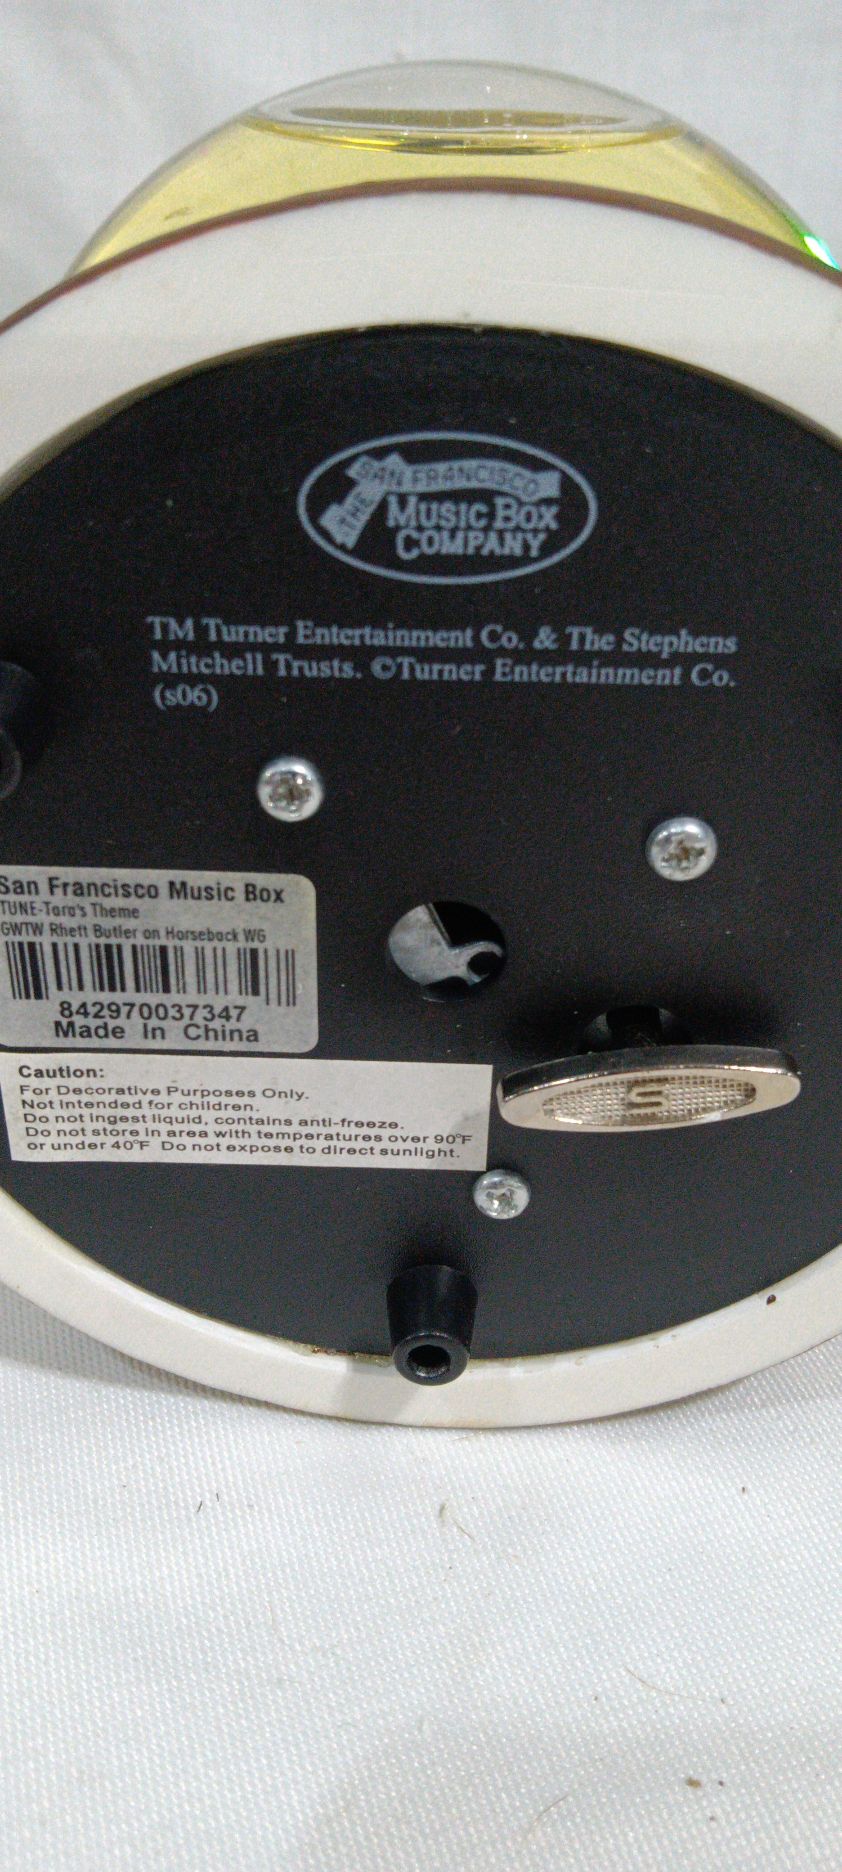 THE SAN FRANCISCO
MUSIC BOX
COMPANY
TM Turner Entertainment Co. & The Stephens
Mitchell Trusts. ©Turner Entertainment Co.
(s06)
San Francisco Music Box
TUNE-Tara's Theme
GWTW Rhett Butler on Horseback WG
842970037347
Made In China
Caution:
For Decorative Purposes Only.
Not intended for children.
Do not ingest liquid, contains anti-freeze.
Do not store in area with temperatures over 90°F
or under 40°F Do not expose to direct sunlight.
S